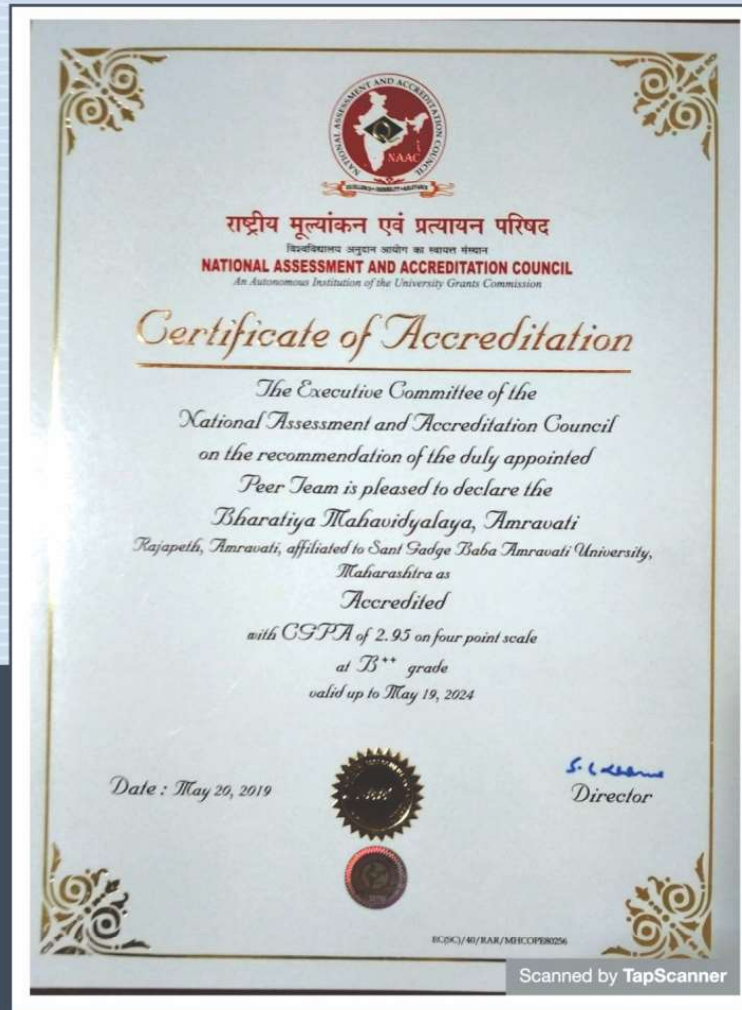 NATIONAL ASSESSMENT AND ACCREDITATION COUNCIL
NAAC
EXCELLENCE • CREDIBILITY • RELEVANCE
राष्ट्रीय मूल्यांकन एवं प्रत्यायन परिषद
विश्वविद्यालय अनुदान आयोग का स्वायत्त संस्थान
NATIONAL ASSESSMENT AND ACCREDITATION COUNCIL
An Autonomous Institution of the University Grants Commission
Certificate of Accreditation
The Executive Committee of the
National Assessment and Accreditation Council
on the recommendation of the duly appointed
Peer Team is pleased to declare the
Bharatiya Mahavidyalaya, Amravati
Rajapeth, Amravati, affiliated to Sant Gadge Baba Amravati University,
Maharashtra as
Accredited
with CGPA of 2.95 on four point scale
at B++ grade
valid up to May 19, 2024
Date : May 20, 2019
Director
EC(SC)/40/RAR/MHCOPE80256
Scanned by TapScanner